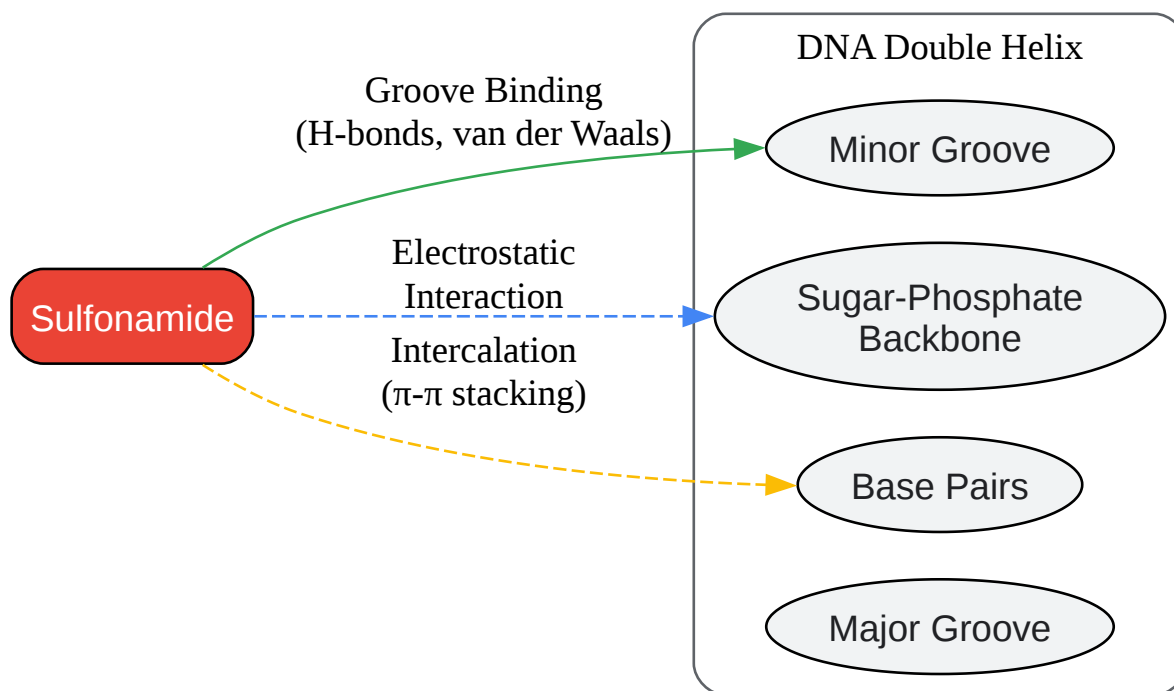 DNA Double Helix
Groove Binding
(H-bonds, van der Waals)
Minor Groove
Electrostatic
Interaction
Sulfonamide
Sugar-Phosphate
Backbone
Intercalation
(π-π stacking)
Base Pairs
Major Groove